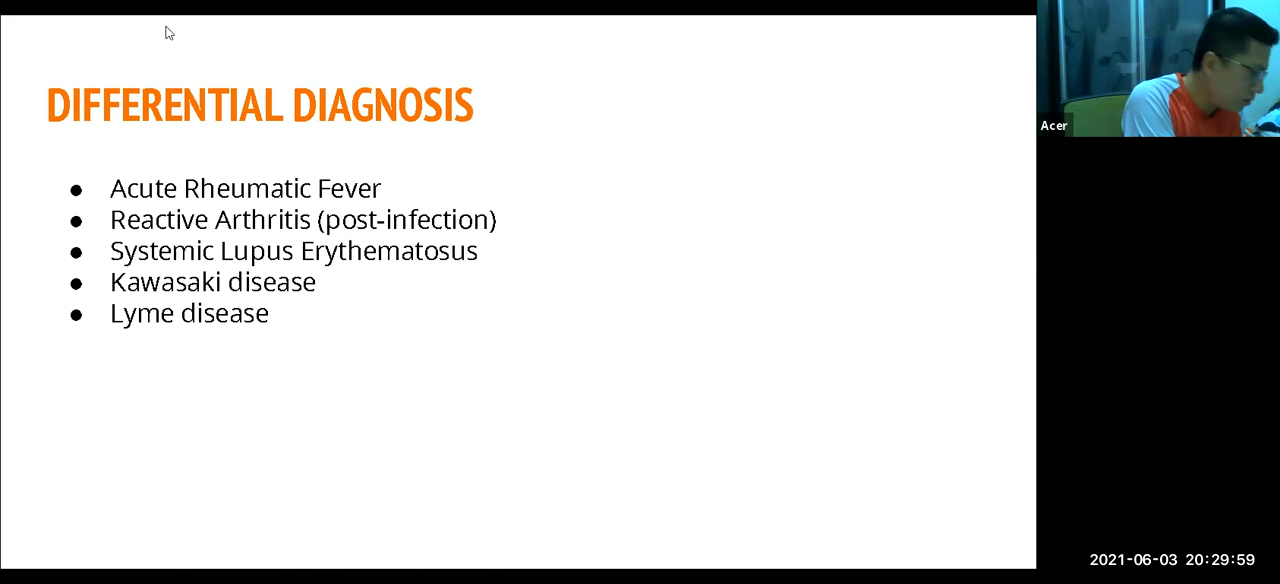 DIFFERENTIAL DIAGNOSIS
● Acute Rheumatic Fever
● Reactive Arthritis (post-infection)
● Systemic Lupus Erythematosus
● Kawasaki disease
● Lyme disease
Acer
2021-06-03 20:29:59